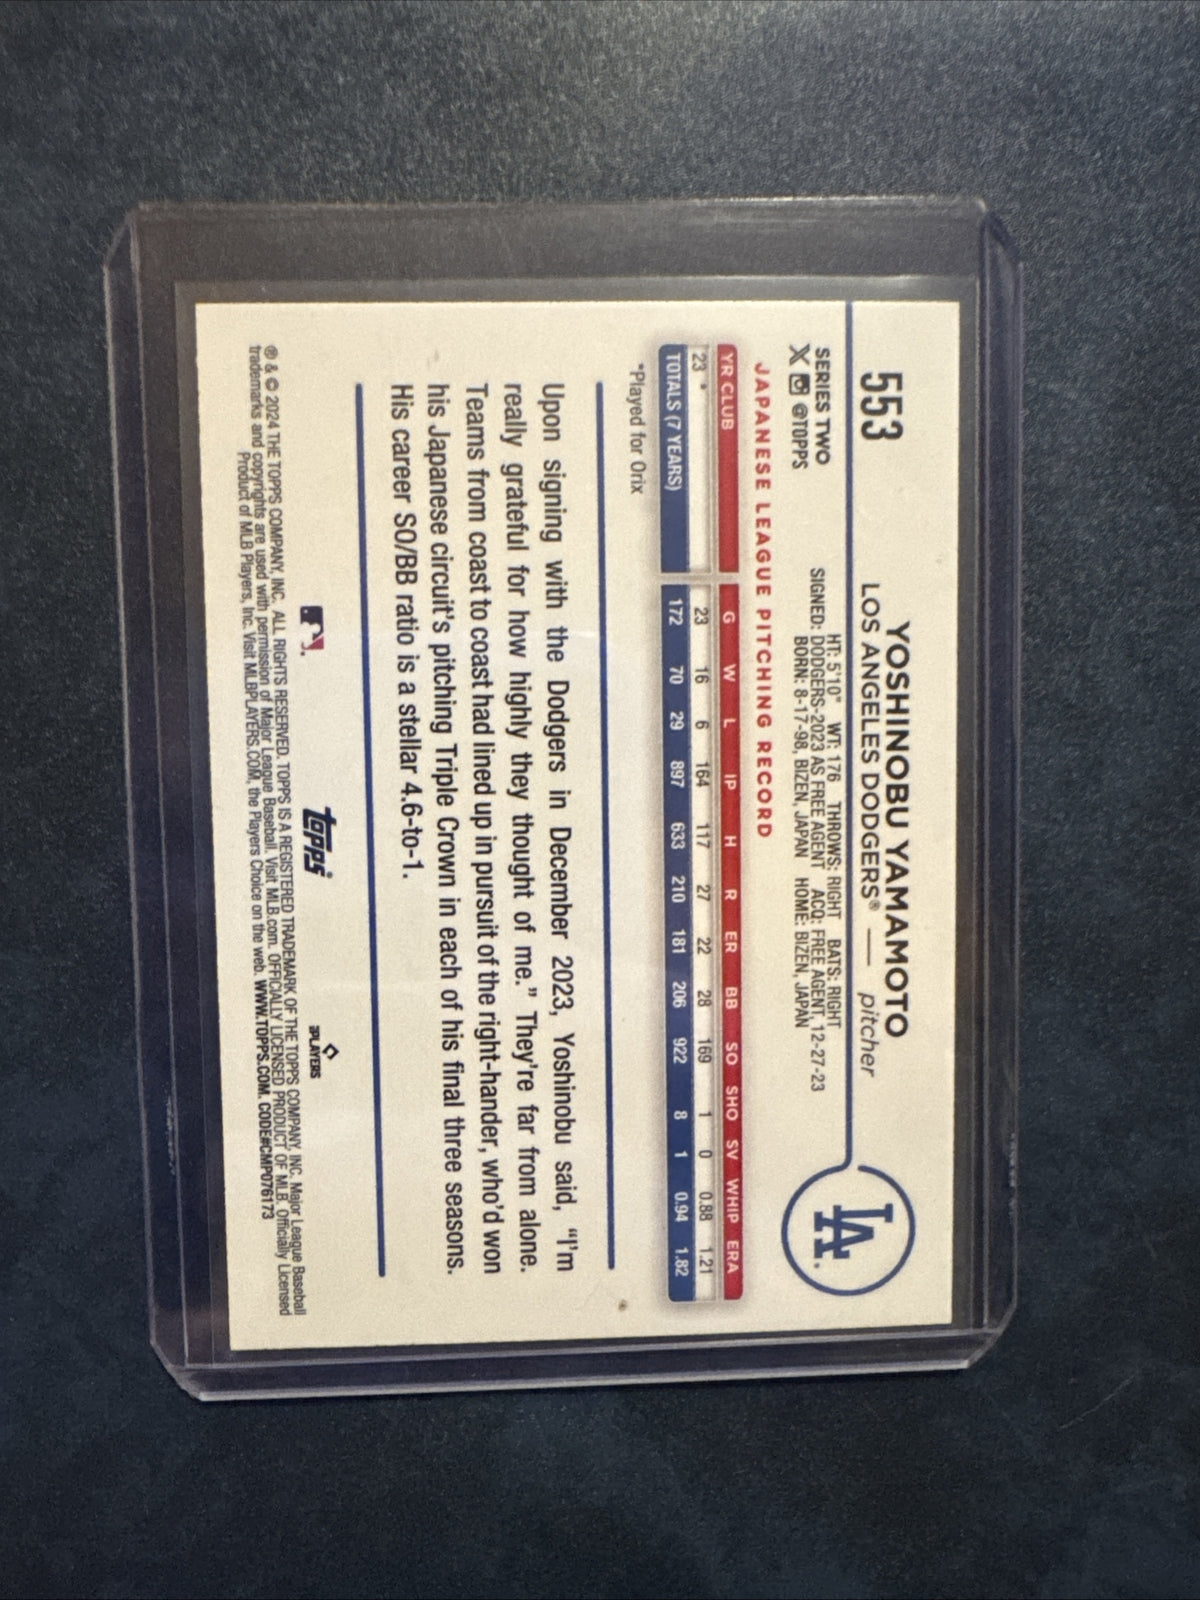 553
YOSHINOBU YAMAMOTO
LOS ANGELES DODGERS® — pitcher
SERIES TWO
X @TOPPS
HT: 5'10" WT: 176 THROWS: RIGHT BATS: RIGHT
SIGNED: DODGERS-2023 AS FREE AGENT ACQ: FREE AGENT, 12-27-23
BORN: 8-17-98, BIZEN, JAPAN HOME: BIZEN, JAPAN
LA
JAPANESE LEAGUE PITCHING RECORD
YR CLUB G W L IP H R ER BB SO SHO SV WHIP ERA
23 * 23 16 6 164 117 27 22 28 169 1 0 0.88 1.21
TOTALS (7 YEARS) 172 70 29 897 633 210 181 206 922 8 1 0.94 1.82
*Played for Orix
Upon signing with the Dodgers in December 2023, Yoshinobu said, “I'm
really grateful for how highly they thought of me.” They're far from alone.
Teams from coast to coast had lined up in pursuit of the right-hander, who'd won
his Japanese circuit's pitching Triple Crown in each of his final three seasons.
His career SO/BB ratio is a stellar 4.6-to-1.
topps
PLAYERS
® & © 2024 THE TOPPS COMPANY, INC. ALL RIGHTS RESERVED. TOPPS IS A REGISTERED TRADEMARK OF THE TOPPS COMPANY, INC. Major League Baseball
trademarks and copyrights are used with permission of Major League Baseball. Visit MLB.com. OFFICIALLY LICENSED PRODUCT OF MLB. Officially Licensed
Product of MLB Players, Inc. Visit MLBPLAYERS.COM, the Players Choice on the web. WWW.TOPPS.COM. CODE#CMP076173